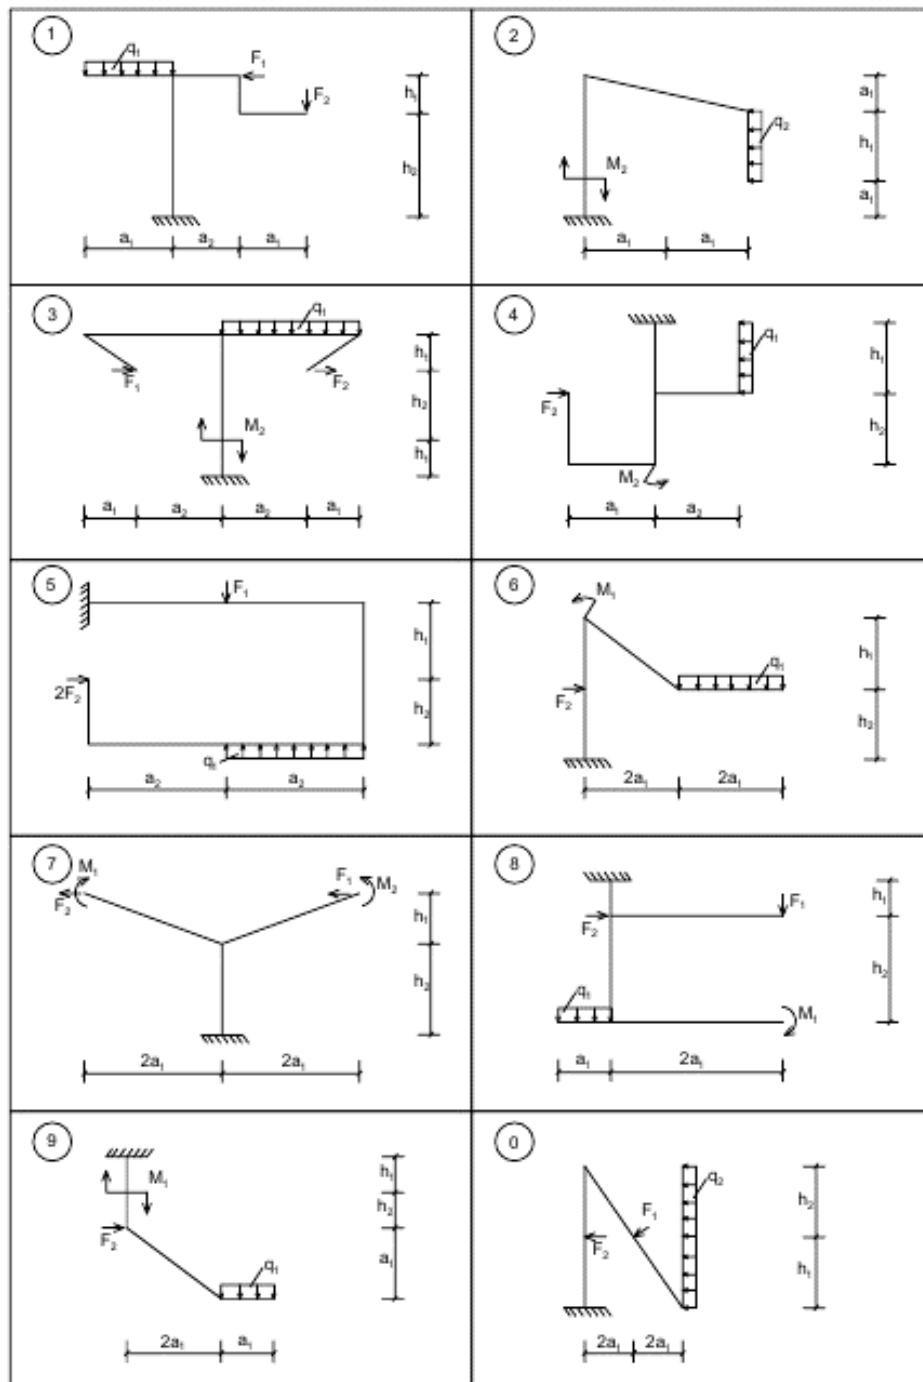 1
q₁
F₁
F₂
h₁
h₂
a₁ a₂ a₁
2
q₂
M₂
a₁
h₁
a₁
a₁ a₁
3
q₁
F₁ F₂
M₂
h₁
h₂
h₁
a₁ a₂ a₂ a₁
4
q₁
F₂
M₂
h₁
h₂
a₁ a₂
5
F₁
2F₂
q₁
h₁
h₂
a₂ a₂
6
M₁
q₁
F₂
h₁
h₂
2a₁ 2a₁
7
M₁
F₂
F₁
M₂
h₁
h₂
2a₁ 2a₁
8
F₁
F₂
q₁
M₁
h₁
h₂
a₁ 2a₁
9
M₁
F₂
q₁
h₁
h₂
a₁
2a₁ a₁
0
q₂
F₁
F₂
h₂
h₁
2a₁ 2a₁